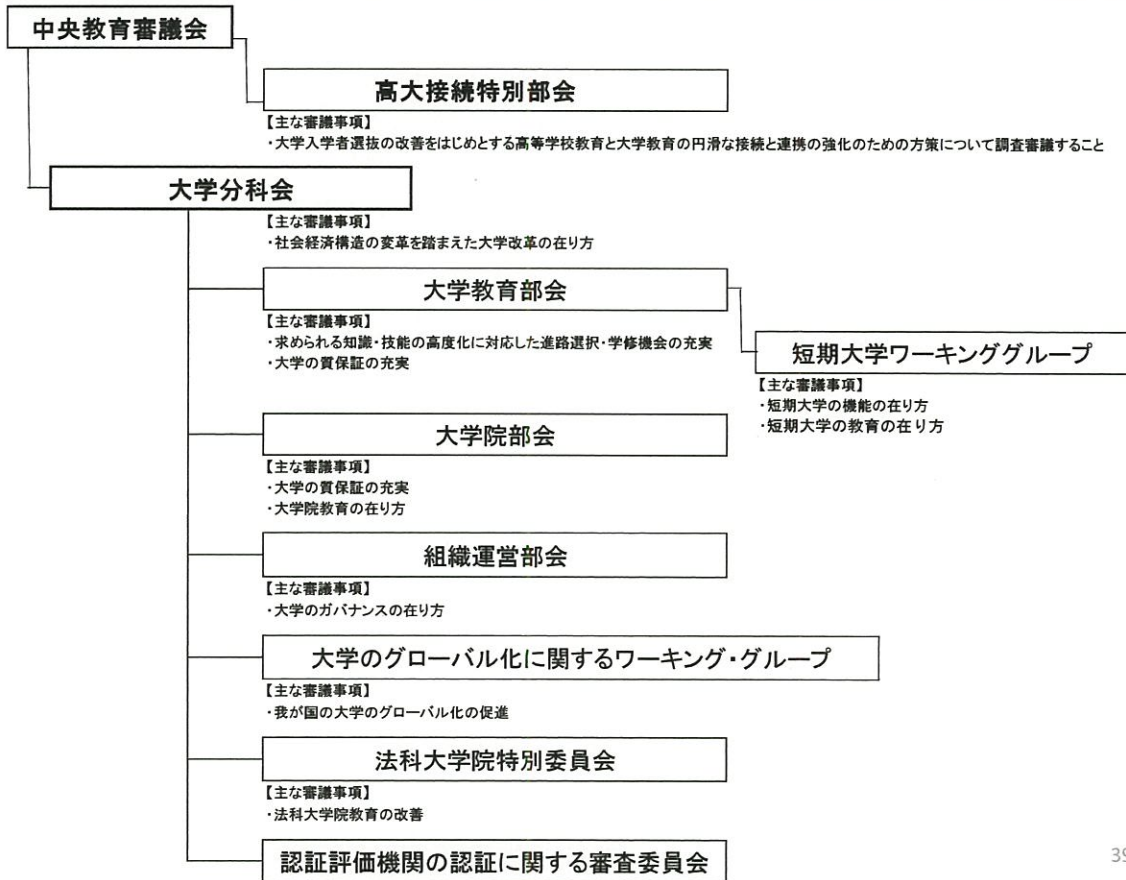 中央教育審議会
高大接続特別部会
【主な審議事項】
・大学入学者選抜の改善をはじめとする高等学校教育と大学教育の円滑な接続と連携の強化のための方策について調査審議すること
大学分科会
【主な審議事項】
・社会経済構造の変革を踏まえた大学改革の在り方
大学教育部会
【主な審議事項】
・求められる知識・技能の高度化に対応した進路選択・学修機会の充実
・大学の質保証の充実
短期大学ワーキンググループ
【主な審議事項】
・短期大学の機能の在り方
・短期大学の教育の在り方
大学院部会
【主な審議事項】
・大学の質保証の充実
・大学院教育の在り方
組織運営部会
【主な審議事項】
・大学のガバナンスの在り方
大学のグローバル化に関するワーキング・グループ
【主な審議事項】
・我が国の大学のグローバル化の促進
法科大学院特別委員会
【主な審議事項】
・法科大学院教育の改善
認証評価機関の認証に関する審査委員会
39